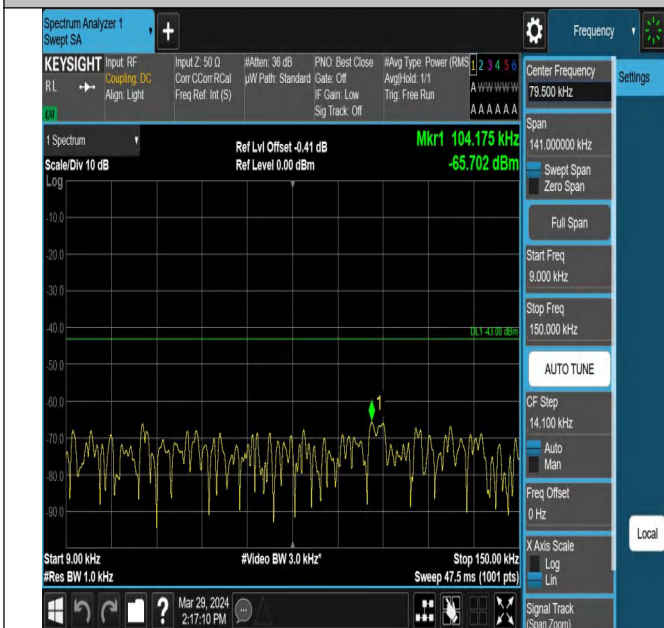 Spectrum Analyzer 1
Swept SA
+
Frequency
KEYSIGHT
RL
LXI
Input: RF
Coupling: DC
Align: Light
Input Z: 50 Ω
Corr CCorr RCal
Freq Ref: Int (S)
#Atten: 36 dB
µW Path: Standard
PNO: Best Close
Gate: Off
IF Gain: Low
Sig Track: Off
#Avg Type: Power (RMS
Avg|Hold: 1/1
Trig: Free Run
1 2 3 4 5 6
A W W W W W
A A A A A A
1 Spectrum
Scale/Div 10 dB
Ref Lvl Offset -0.41 dB
Ref Level 0.00 dBm
Mkr1 104.175 kHz
-65.702 dBm
Log
-10.0
-20.0
-30.0
-40.0
-50.0
-60.0
-70.0
-80.0
-90.0
DL1 -43.00 dBm
1
Start 9.00 kHz
#Res BW 1.0 kHz
#Video BW 3.0 kHz*
Stop 150.00 kHz
Sweep 47.5 ms (1001 pts)
?
Mar 29, 2024
2:17:10 PM
Center Frequency
79.500 kHz
Settings
Span
141.000000 kHz
Swept Span
Zero Span
Full Span
Start Freq
9.000 kHz
Stop Freq
150.000 kHz
AUTO TUNE
CF Step
14.100 kHz
Auto
Man
Freq Offset
0 Hz
Local
X Axis Scale
Log
Lin
Signal Track
(Span Zoom)